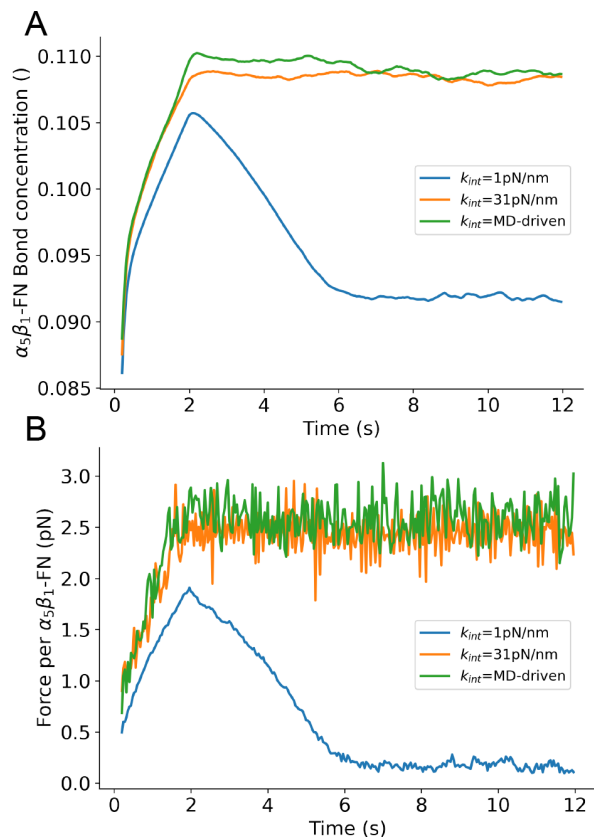 A
α₅β₁-FN Bond concentration ()
0.110
0.105
0.100
0.095
0.090
0.085
k_int=1pN/nm
k_int=31pN/nm
k_int=MD-driven
0 2 4 6 8 10 12
Time (s)
B
Force per α₅β₁-FN (pN)
3.0
2.5
2.0
1.5
1.0
0.5
0.0
k_int=1pN/nm
k_int=31pN/nm
k_int=MD-driven
0 2 4 6 8 10 12
Time (s)